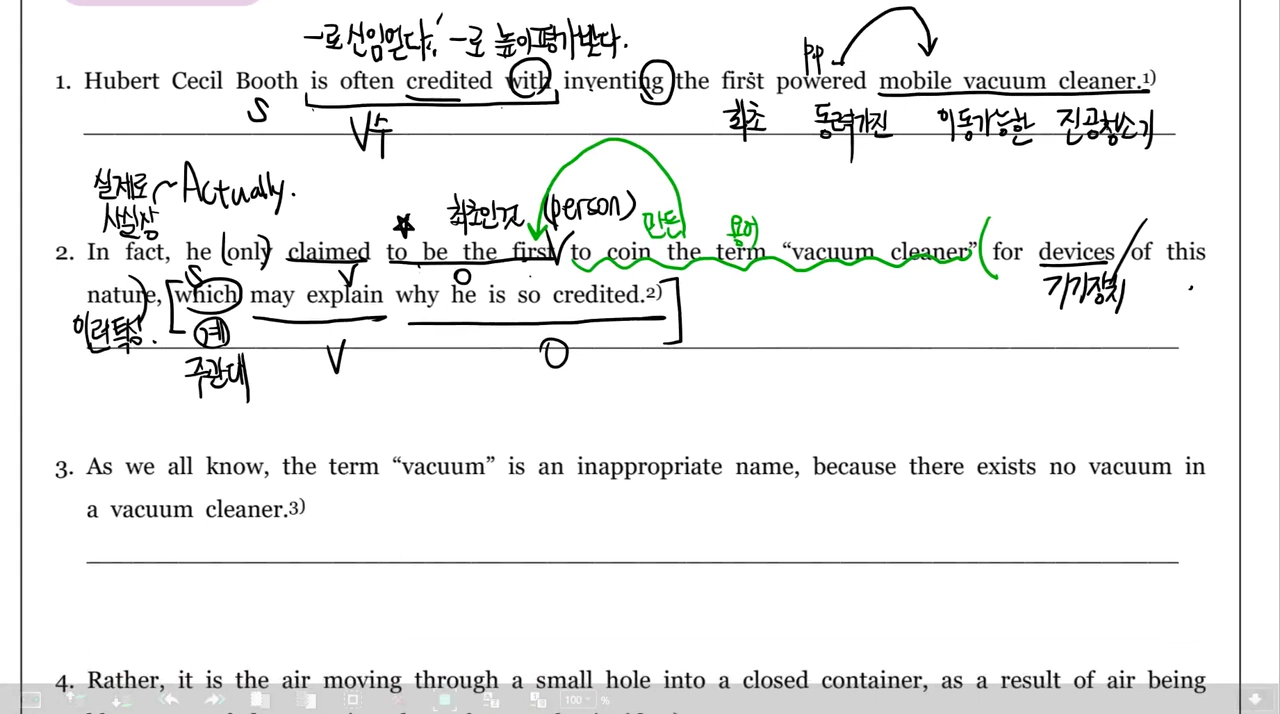 –로 신임얻다, –로 높이평가받다.
pp
1. Hubert Cecil Booth is often credited with inventing the first powered mobile vacuum cleaner.1)
S V수 최초 동력가진 이동가능한 진공청소기
실제로 ~ Actually.
사실상 최초인것 (person) 만든 용어
2. In fact, he (only) claimed to be the first to coin the term “vacuum cleaner” (for devices / of this
S V O 기기장치
nature), [which may explain why he is so credited.2)]
이런 계 V O
주관대
3. As we all know, the term “vacuum” is an inappropriate name, because there exists no vacuum in
a vacuum cleaner.3)
4. Rather, it is the air moving through a small hole into a closed container, as a result of air being
100 %